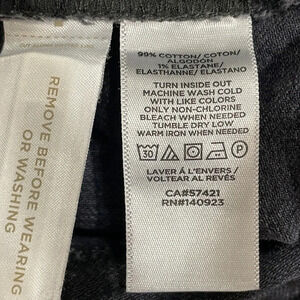 99% COTTON/ COTON/
ALGODON
1% ELASTANE/
ELASTHANNE/ ELASTANO
TURN INSIDE OUT
MACHINE WASH COLD
WITH LIKE COLORS
ONLY NON-CHLORINE
BLEACH WHEN NEEDED
TUMBLE DRY LOW
WARM IRON WHEN NEEDED
30
LAVER À L'ENVERS /
VOLTEAR AL REVÉS
CA#57421
RN#140923
REMOVE BEFORE WEARING
OR WASHING